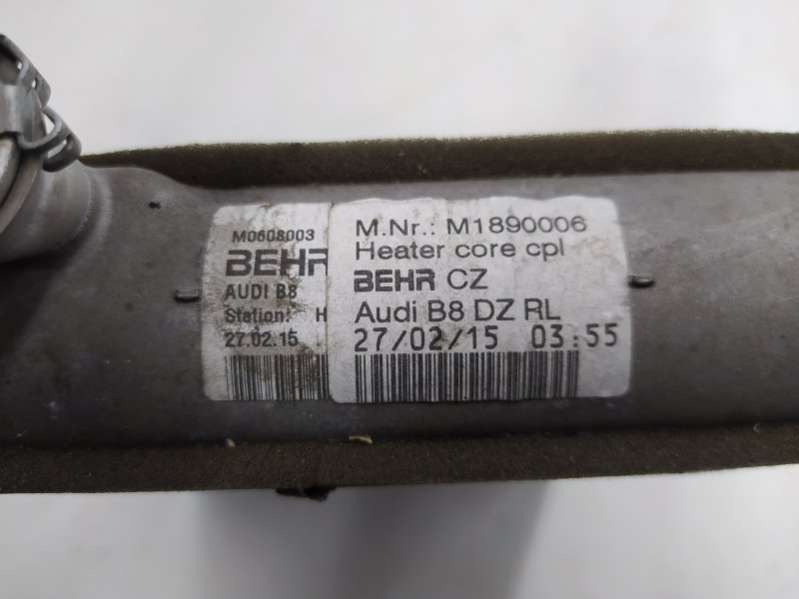 M0608003
BEHR
AUDI B8
Station: H
27.02.15
M.Nr.: M1890006
Heater core cpl
BEHR CZ
Audi B8 DZ RL
27/02/15 03:55